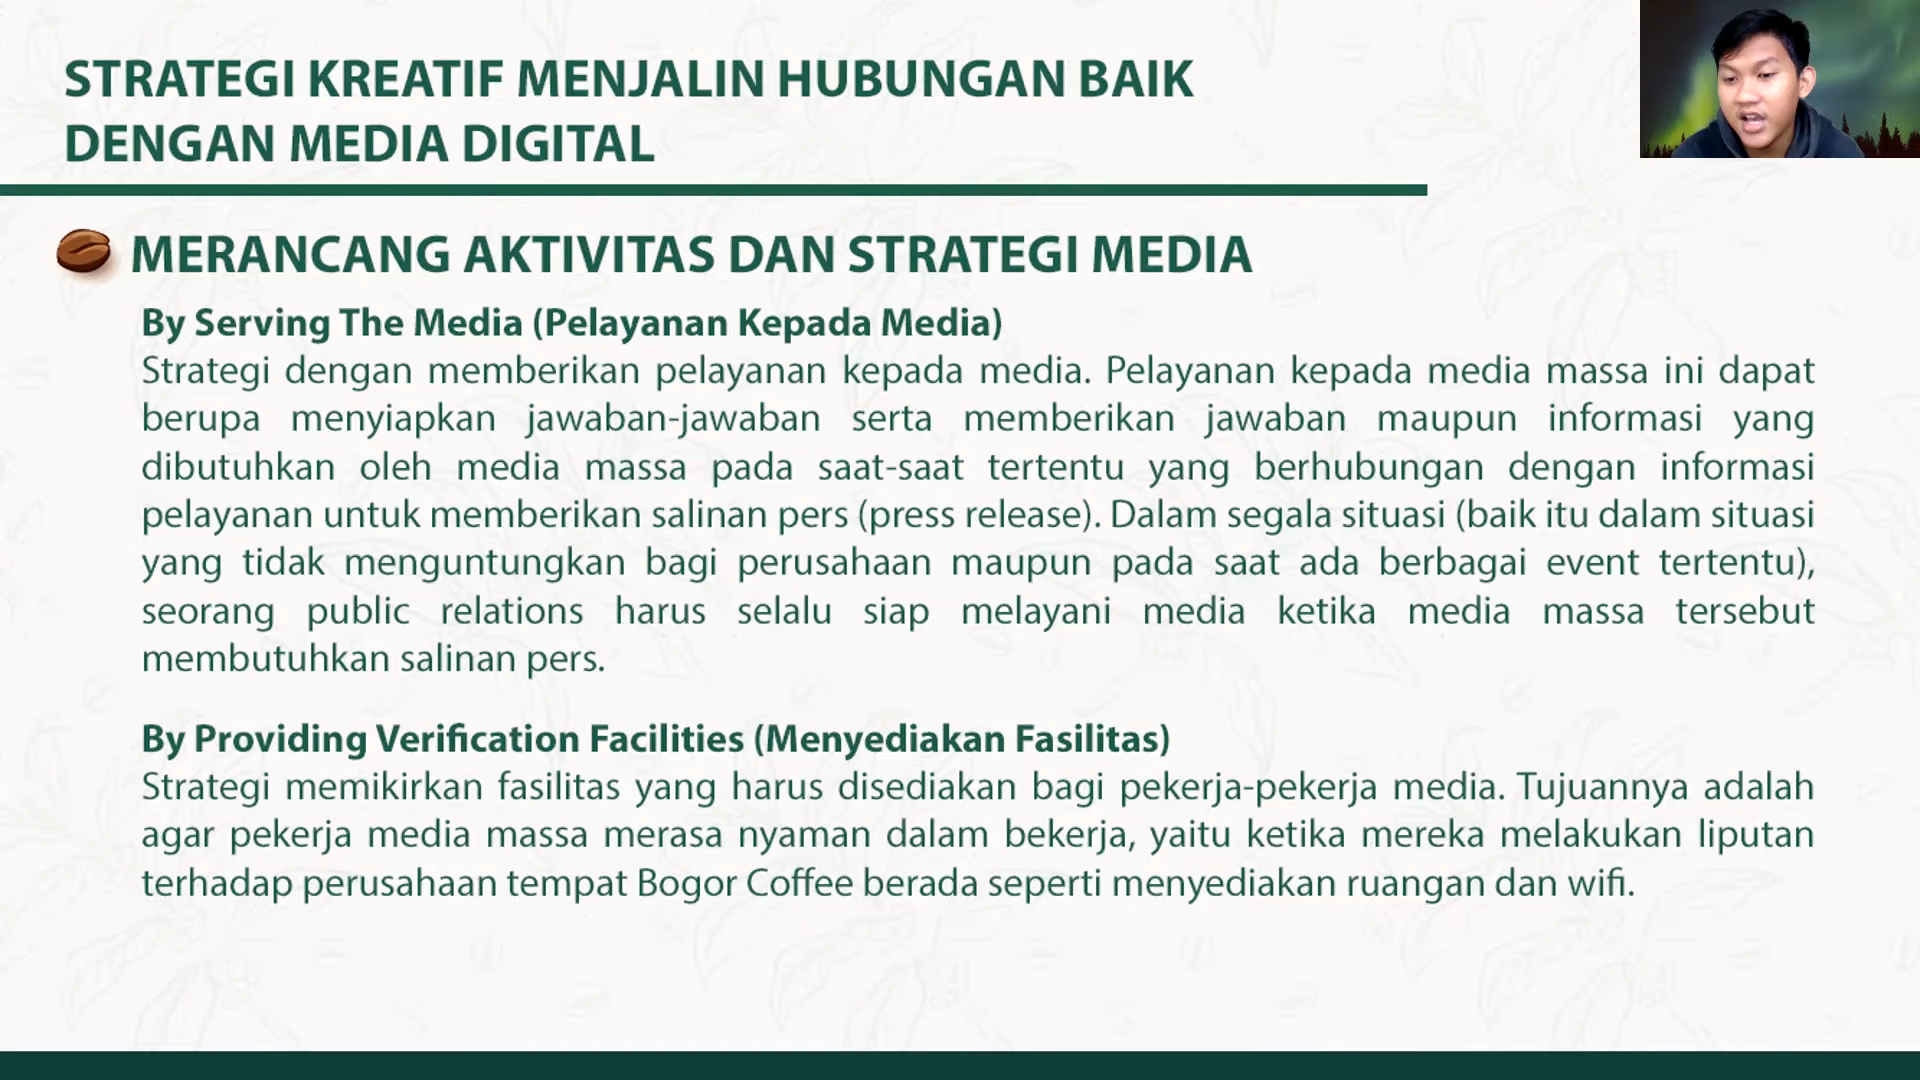 STRATEGI KREATIF MENJALIN HUBUNGAN BAIK
DENGAN MEDIA DIGITAL
MERANCANG AKTIVITAS DAN STRATEGI MEDIA
By Serving The Media (Pelayanan Kepada Media)
Strategi dengan memberikan pelayanan kepada media. Pelayanan kepada media massa ini dapat
berupa menyiapkan jawaban-jawaban serta memberikan jawaban maupun informasi yang
dibutuhkan oleh media massa pada saat-saat tertentu yang berhubungan dengan informasi
pelayanan untuk memberikan salinan pers (press release). Dalam segala situasi (baik itu dalam situasi
yang tidak menguntungkan bagi perusahaan maupun pada saat ada berbagai event tertentu),
seorang public relations harus selalu siap melayani media ketika media massa tersebut
membutuhkan salinan pers.
By Providing Verification Facilities (Menyediakan Fasilitas)
Strategi memikirkan fasilitas yang harus disediakan bagi pekerja-pekerja media. Tujuannya adalah
agar pekerja media massa merasa nyaman dalam bekerja, yaitu ketika mereka melakukan liputan
terhadap perusahaan tempat Bogor Coffee berada seperti menyediakan ruangan dan wifi.